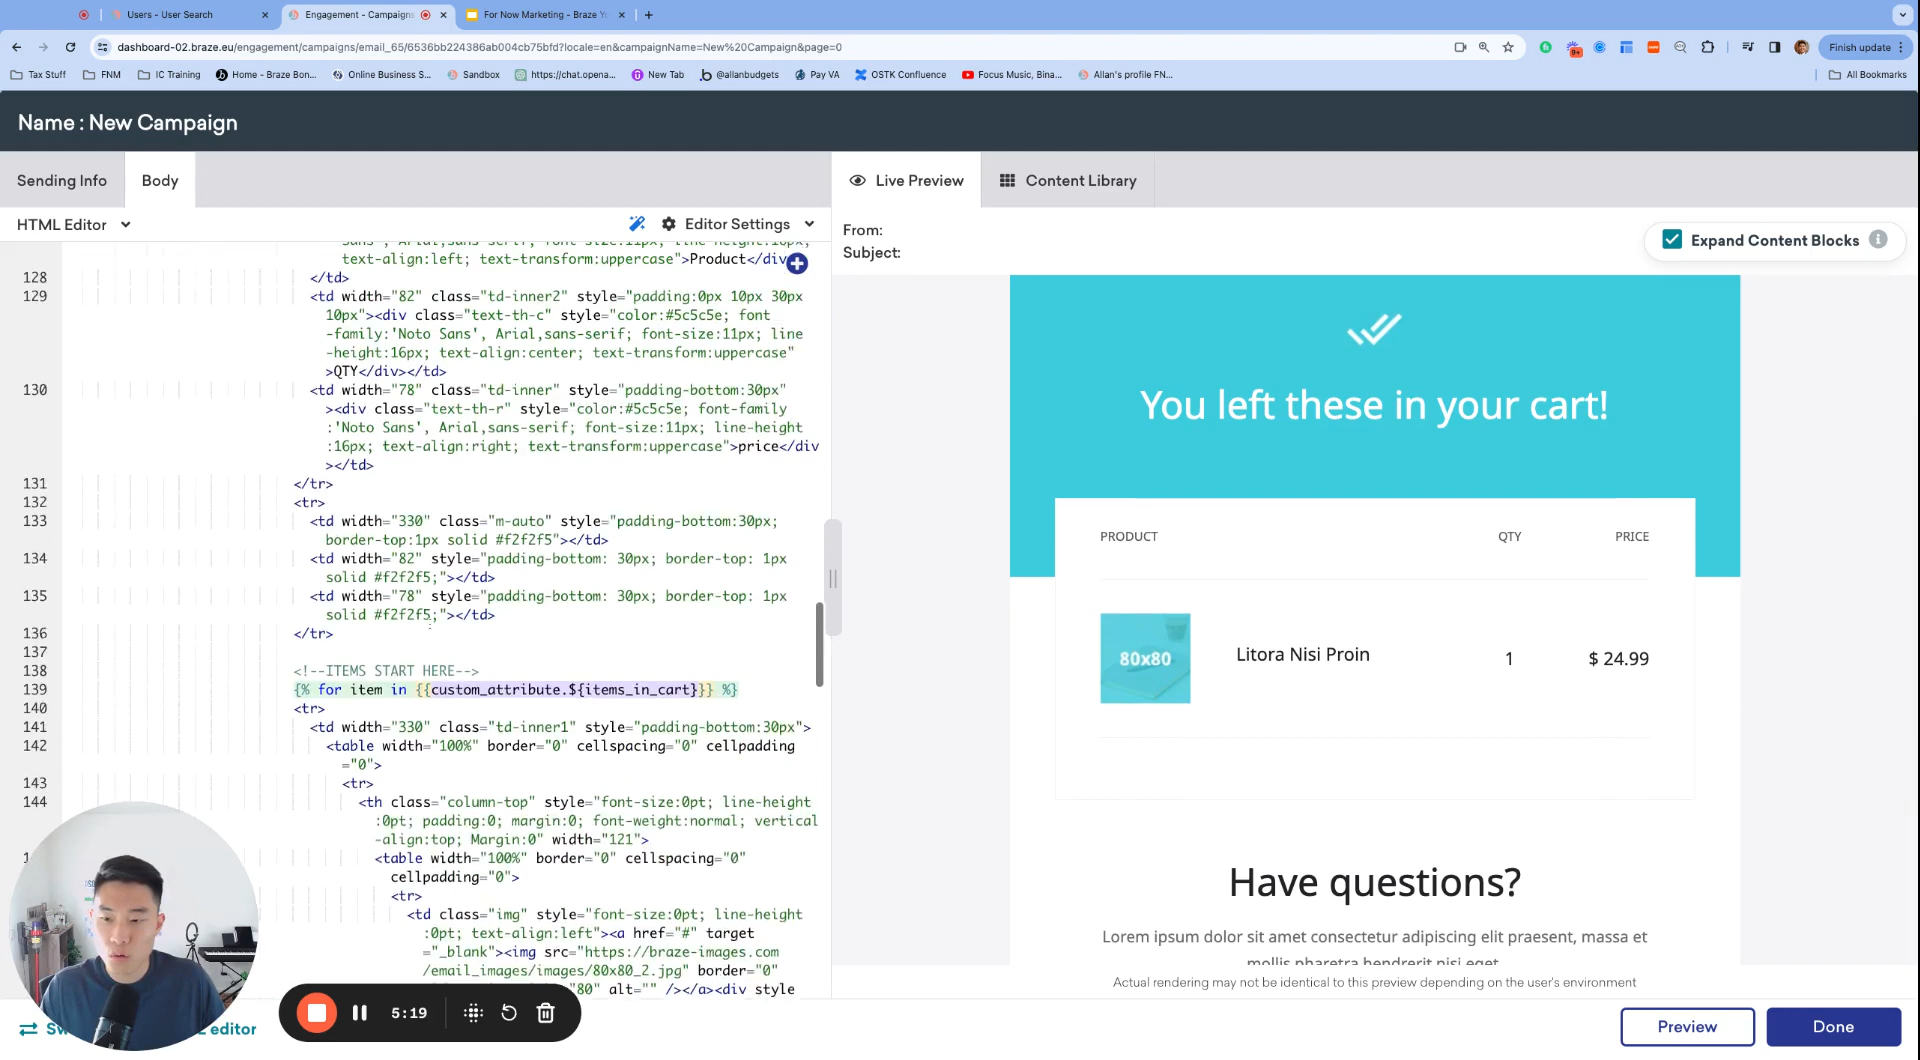 Users - User Search
Engagement - Campaigns
For Now Marketing - Braze
dashboard-02.braze.eu/engagement/campaigns/email_65/6536bb224386ab004cb75bfd?locale=en&campaignName=New%20Campaign&page=0
9+
Finish update
Tax Stuff
FNM
IC Training
Home - Braze Bon...
Online Business S...
Sandbox
https://chat.opena...
New Tab
@allanbudgets
Pay VA
OSTK Confluence
Focus Music, Bina...
Allan's profile FN...
All Bookmarks
Name : New Campaign
Sending Info
Body
Live Preview
Content Library
HTML Editor
Editor Settings
From:
Subject:
Expand Content Blocks
Sans', Arial,sans-serif; font-size:11px; line-height:16px;
text-align:left; text-transform:uppercase">Product</div
128 </td>
129 <td width="82" class="td-inner2" style="padding:0px 10px 30px
10px"><div class="text-th-c" style="color:#5c5c5e; font
-family:'Noto Sans', Arial,sans-serif; font-size:11px; line
-height:16px; text-align:center; text-transform:uppercase"
>QTY</div></td>
130 <td width="78" class="td-inner" style="padding-bottom:30px"
><div class="text-th-r" style="color:#5c5c5e; font-family
:'Noto Sans', Arial,sans-serif; font-size:11px; line-height
:16px; text-align:right; text-transform:uppercase">price</div
></td>
131 </tr>
132 <tr>
133 <td width="330" class="m-auto" style="padding-bottom:30px;
border-top:1px solid #f2f2f5"></td>
134 <td width="82" style="padding-bottom: 30px; border-top: 1px
solid #f2f2f5;"></td>
135 <td width="78" style="padding-bottom: 30px; border-top: 1px
solid #f2f2f5;"></td>
136 </tr>
137
138 <!--ITEMS START HERE-->
139 {% for item in {{custom_attribute.${items_in_cart}}} %}
140 <tr>
141 <td width="330" class="td-inner1" style="padding-bottom:30px">
142 <table width="100%" border="0" cellspacing="0" cellpadding
="0">
143 <tr>
144 <th class="column-top" style="font-size:0pt; line-height
:0pt; padding:0; margin:0; font-weight:normal; vertical
-align:top; Margin:0" width="121">
<table width="100%" border="0" cellspacing="0"
cellpadding="0">
<tr>
<td class="img" style="font-size:0pt; line-height
:0pt; text-align:left"><a href="#" target
="_blank"><img src="https://braze-images.com
/email_images/images/80x80_2.jpg" border="0"
"80" alt="" /></a><div style
You left these in your cart!
PRODUCT QTY PRICE
80x80
Litora Nisi Proin 1 $ 24.99
Have questions?
Lorem ipsum dolor sit amet consectetur adipiscing elit praesent, massa et
mollis pharetra hendrerit nisi eget
Actual rendering may not be identical to this preview depending on the user's environment
5:19
editor
Preview
Done